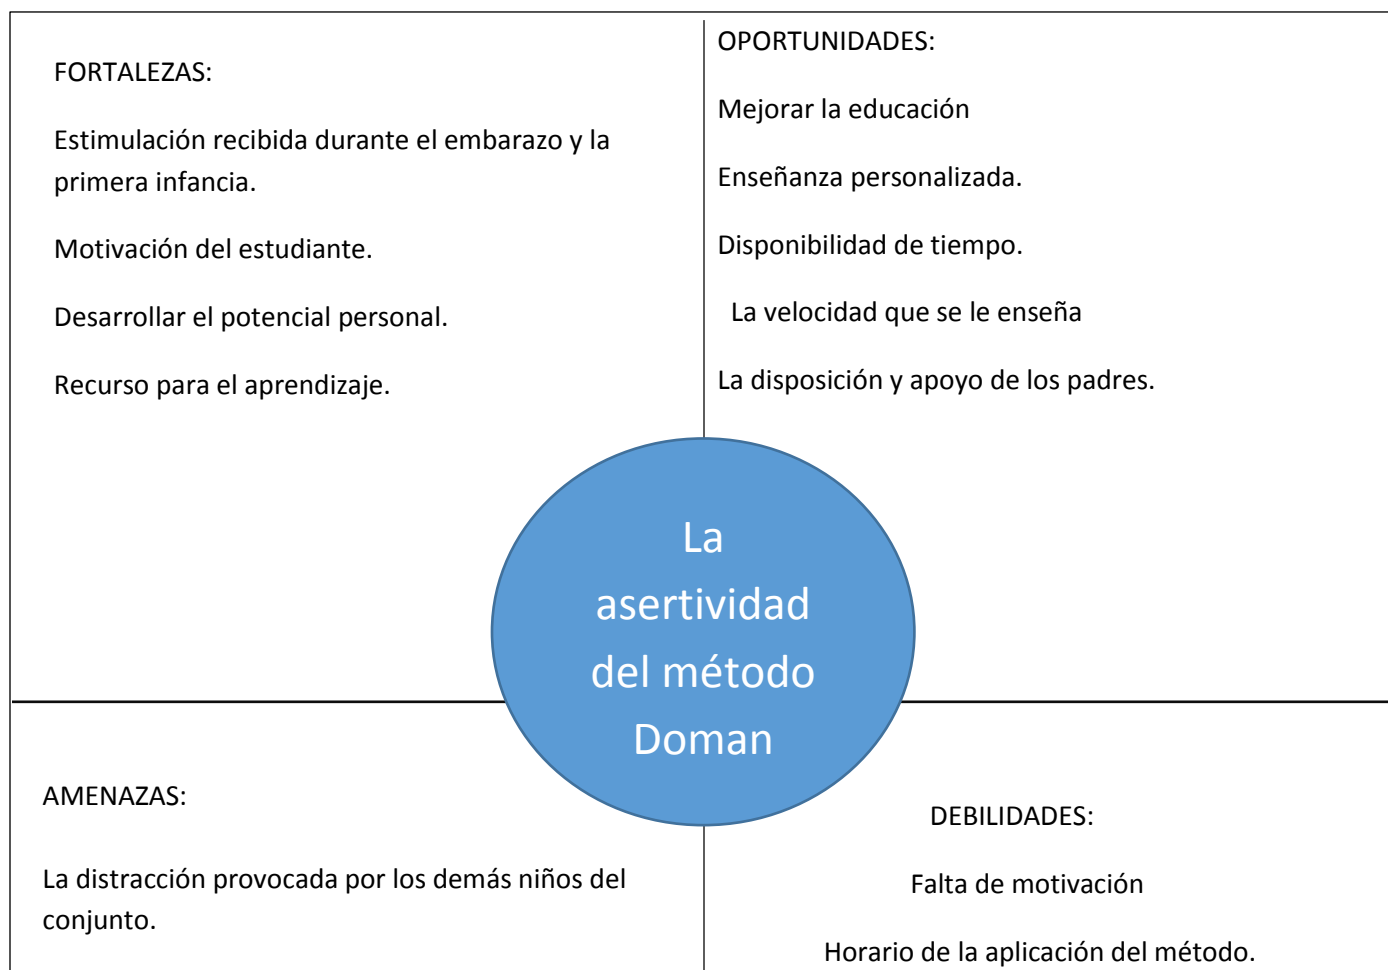 FORTALEZAS:
Estimulación recibida durante el embarazo y la
primera infancia.
Motivación del estudiante.
Desarrollar el potencial personal.
Recurso para el aprendizaje.
OPORTUNIDADES:
Mejorar la educación
Enseñanza personalizada.
Disponibilidad de tiempo.
La velocidad que se le enseña
La disposición y apoyo de los padres.
La
asertividad
del método
Doman
AMENAZAS:
La distracción provocada por los demás niños del
conjunto.
DEBILIDADES:
Falta de motivación
Horario de la aplicación del método.